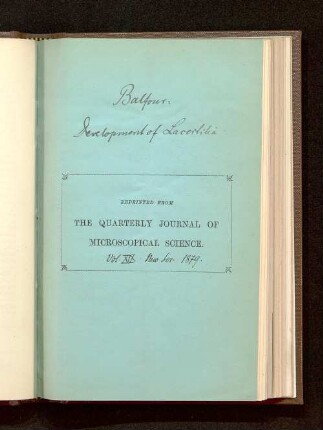 Balfour.
Development of Lacertilia
REPRINTED FROM
THE QUARTERLY JOURNAL OF
MICROSCOPICAL SCIENCE.
Vol XIX New Ser 1879.